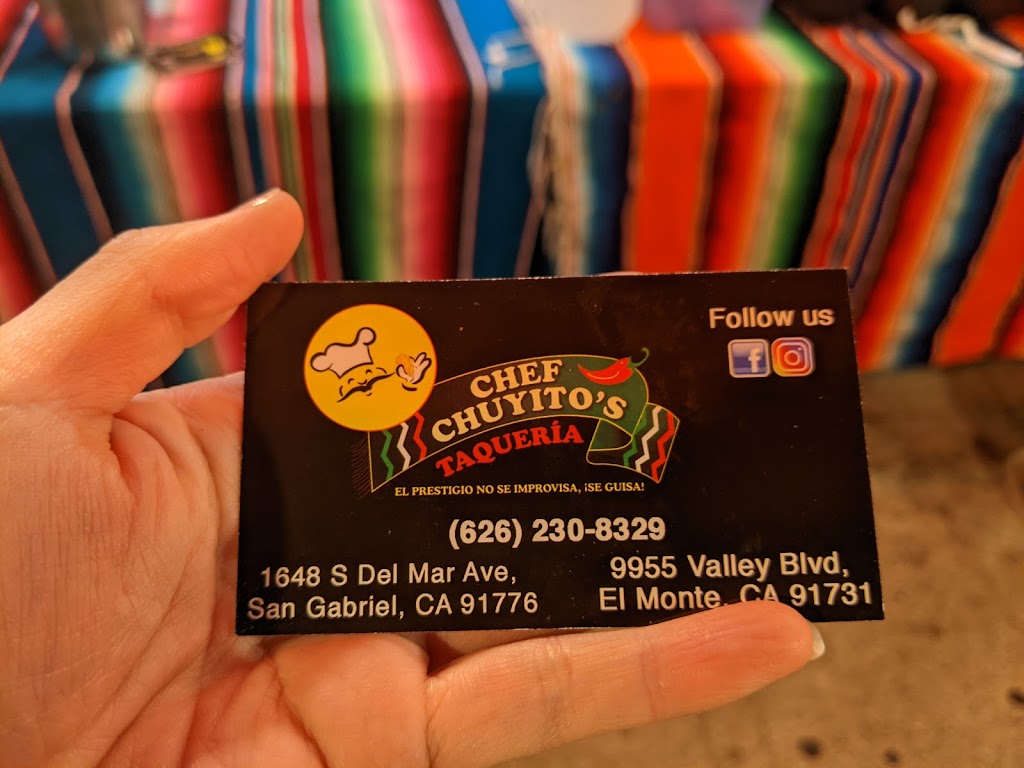 Follow us
CHEF
CHUYITO'S
TAQUERÍA
EL PRESTIGIO NO SE IMPROVISA, ¡SE GUISA!
(626) 230-8329
1648 S Del Mar Ave,
San Gabriel, CA 91776
9955 Valley Blvd,
El Monte, CA 91731